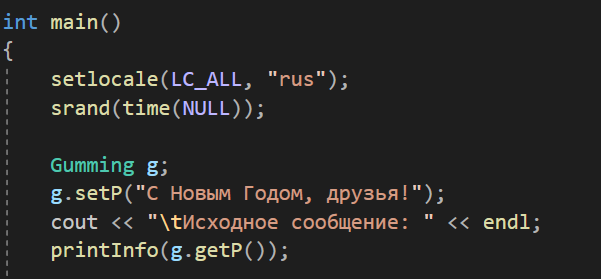 int main()
{
setlocale(LC_ALL, "rus");
srand(time(NULL));
Gumming g;
g.setP("С Новым Годом, друзья!");
cout << "\tИсходное сообщение: " << endl;
printInfo(g.getP());